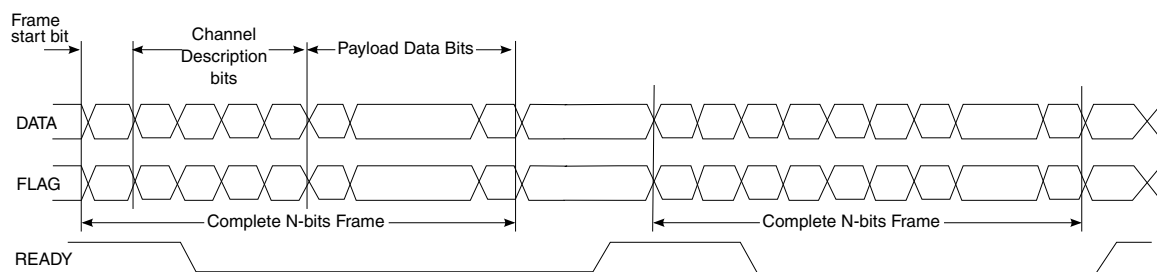 Frame
start bit
Channel
Description
bits
Payload Data Bits
DATA
FLAG
Complete N-bits Frame
Complete N-bits Frame
READY